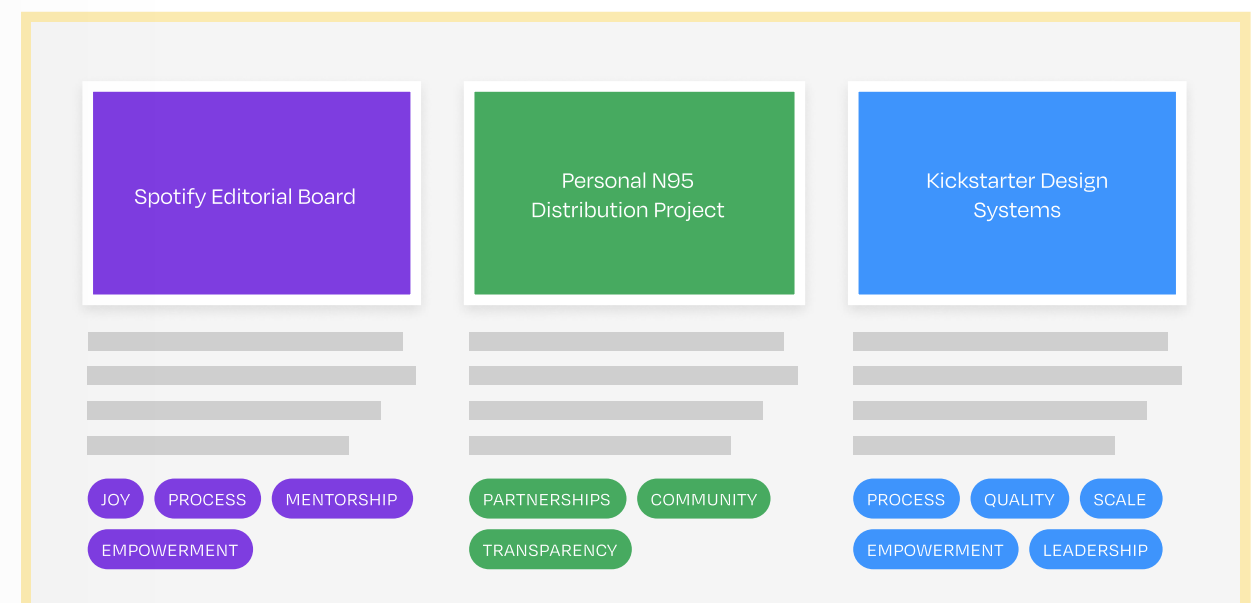 Spotify Editorial Board
Personal N95
Distribution Project
Kickstarter Design
Systems
JOY PROCESS MENTORSHIP
EMPOWERMENT
PARTNERSHIPS COMMUNITY
TRANSPARENCY
PROCESS QUALITY SCALE
EMPOWERMENT LEADERSHIP